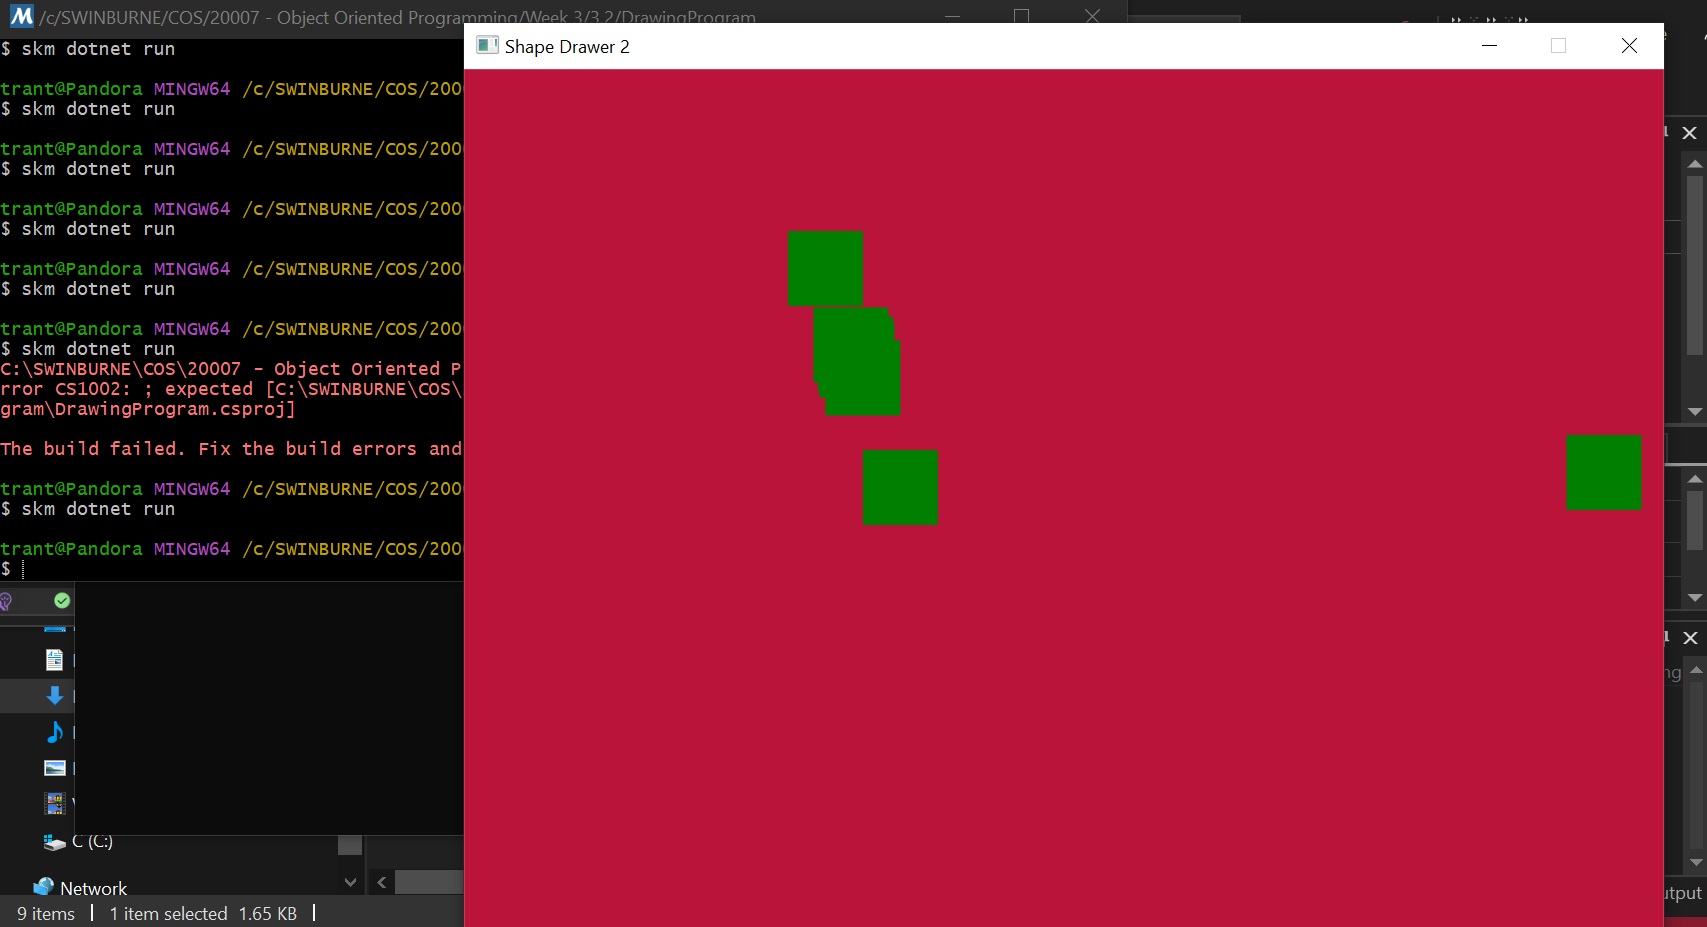 M /c/SWINBURNE/COS/20007 - Object Oriented Programming/Week 3/3.2/DrawingProgram
$ skm dotnet run
trant@Pandora MINGW64 /c/SWINBURNE/COS/200
$ skm dotnet run
trant@Pandora MINGW64 /c/SWINBURNE/COS/200
$ skm dotnet run
trant@Pandora MINGW64 /c/SWINBURNE/COS/200
$ skm dotnet run
trant@Pandora MINGW64 /c/SWINBURNE/COS/200
$ skm dotnet run
trant@Pandora MINGW64 /c/SWINBURNE/COS/200
$ skm dotnet run
C:\SWINBURNE\COS\20007 - Object Oriented P
rror CS1002: ; expected [C:\SWINBURNE\COS\
gram\DrawingProgram.csproj]
The build failed. Fix the build errors and
trant@Pandora MINGW64 /c/SWINBURNE/COS/200
$ skm dotnet run
trant@Pandora MINGW64 /c/SWINBURNE/COS/200
$
Shape Drawer 2
C (C:)
Network
9 items
1 item selected 1.65 KB
ng
utput